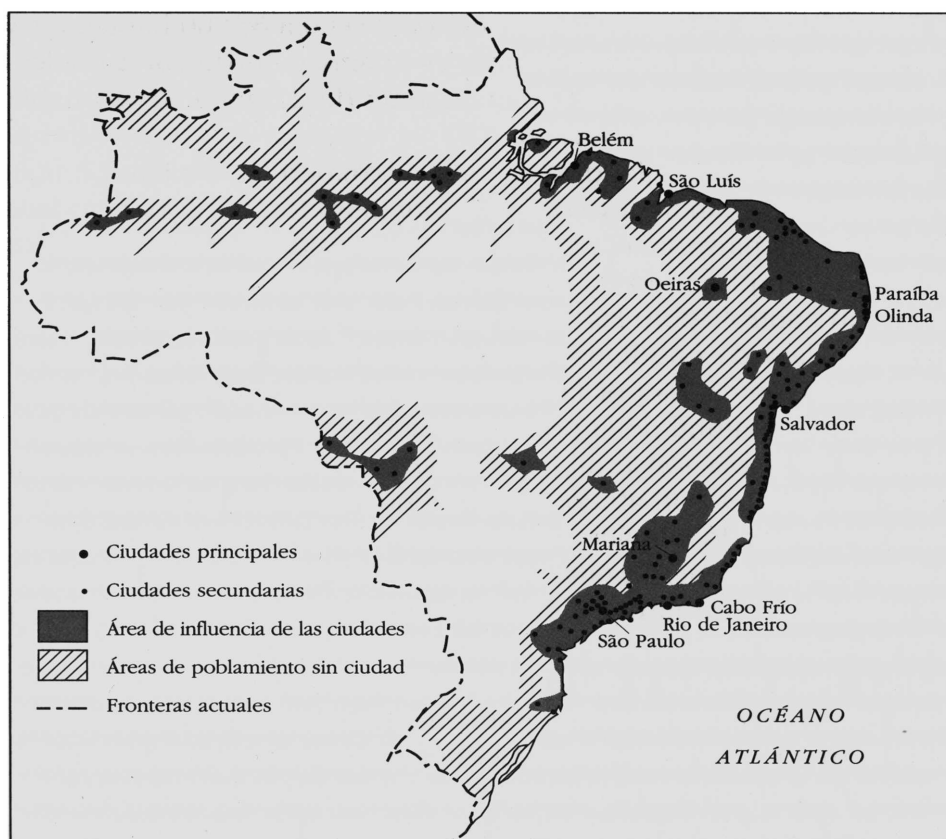 Belém
São Luís
Oeiras
Paraíba
Olinda
Salvador
Mariana
Cabo Frío
Rio de Janeiro
São Paulo
Ciudades principales
Ciudades secundarias
Área de influencia de las ciudades
Áreas de poblamiento sin ciudad
Fronteras actuales
OCÉANO
ATLÁNTICO